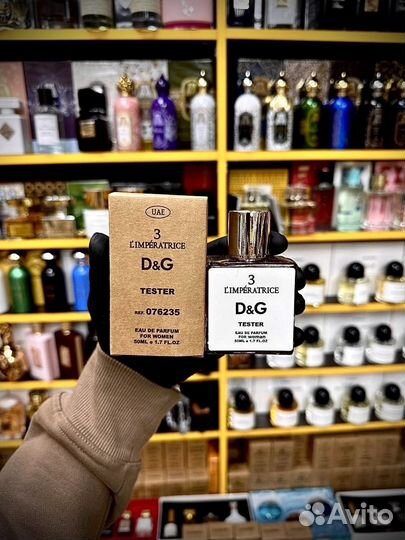 UAE
3
L'IMPÉRATRICE
D&G
TESTER
REF. 076235
EAU DE PARFUM
FOR WOMEN
50ML e 1.7 FL.OZ
3
L'IMPÉRATRICE
D&G
TESTER
EAU DE PARFUM
FOR WOMAN
50ML e 1.7 FL.OZ
Avito